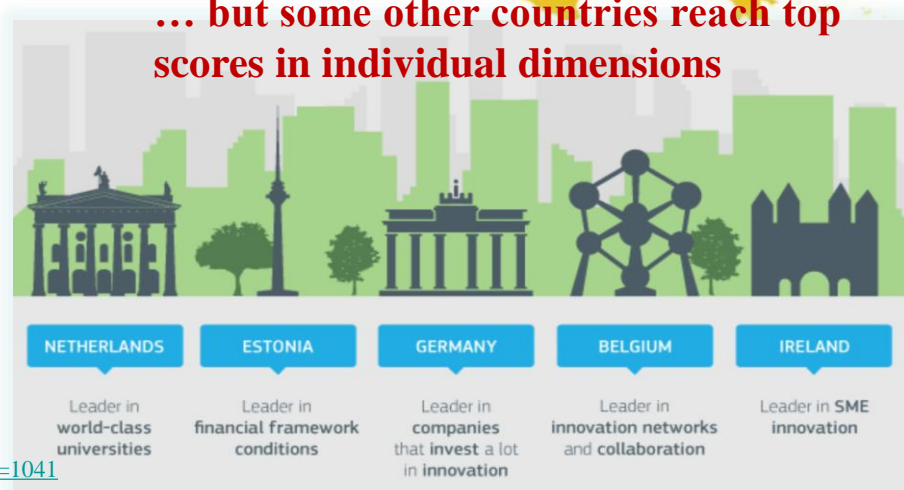 … but some other countries reach top
scores in individual dimensions
NETHERLANDS
Leader in
world-class
universities
ESTONIA
Leader in
financial framework
conditions
GERMANY
Leader in
companies
that invest a lot
in innovation
BELGIUM
Leader in
innovation networks
and collaboration
IRELAND
Leader in SME
innovation
=1041